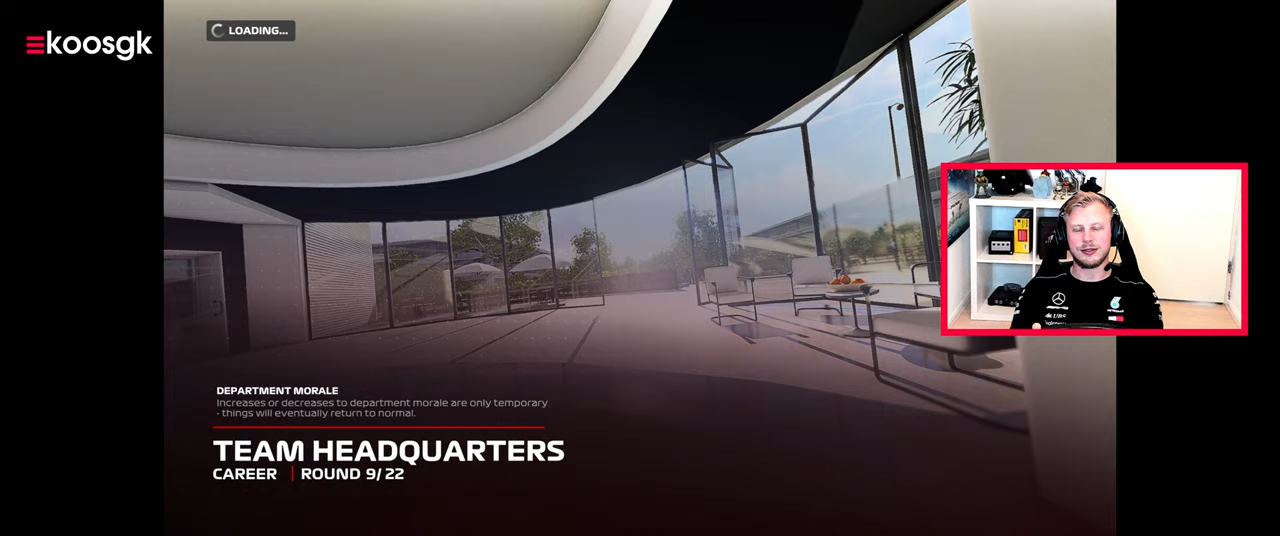 koosgk
LOADING...
DEPARTMENT MORALE
Increases or decreases to department morale are only temporary
- things will eventually return to normal.
TEAM HEADQUARTERS
CAREER | ROUND 9/22